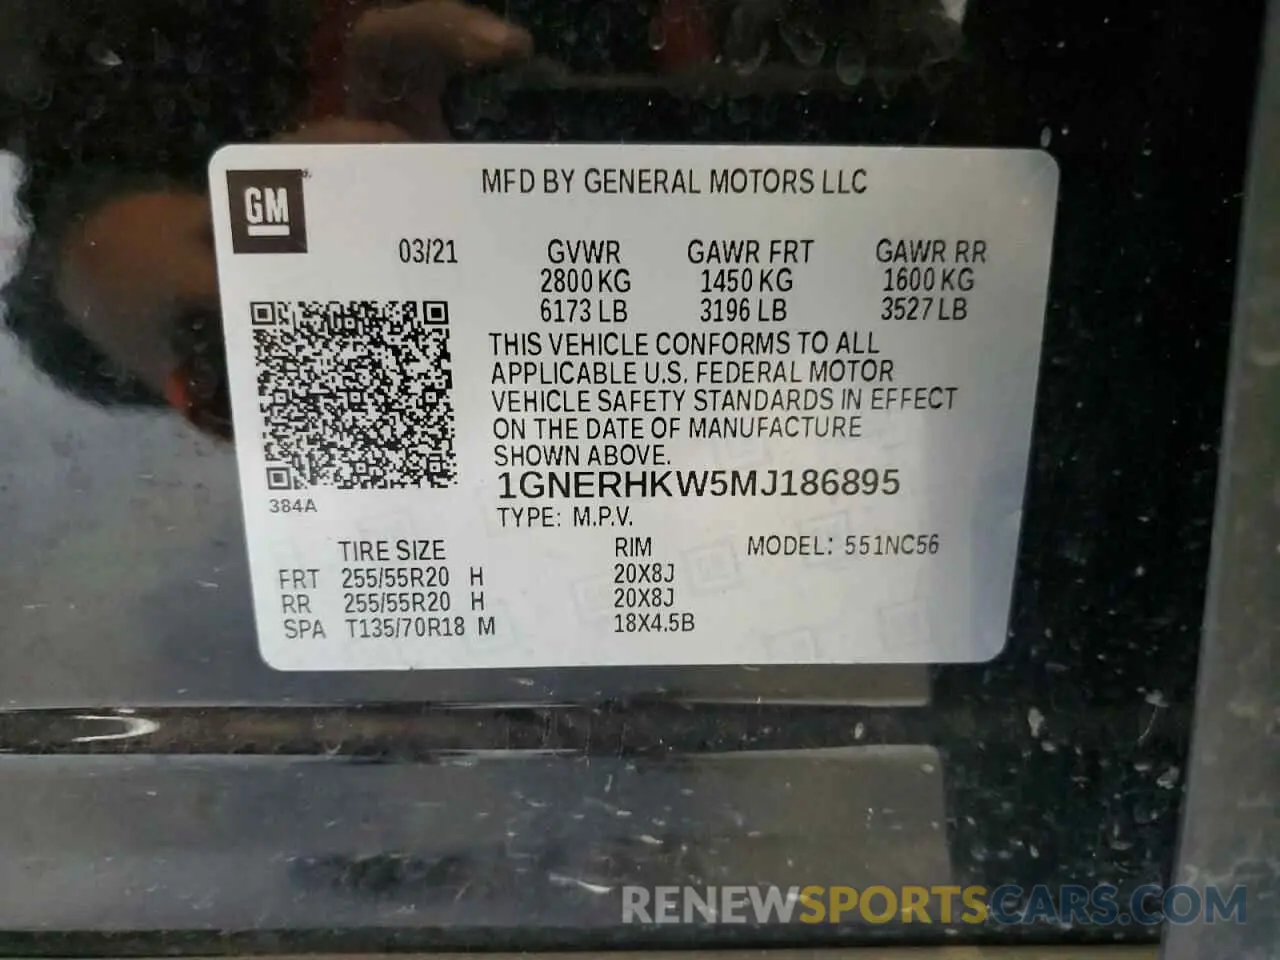 MFD BY GENERAL MOTORS LLC
GM
03/21 GVWR GAWR FRT GAWR RR
2800 KG 1450 KG 1600 KG
6173 LB 3196 LB 3527 LB
THIS VEHICLE CONFORMS TO ALL
APPLICABLE U.S. FEDERAL MOTOR
VEHICLE SAFETY STANDARDS IN EFFECT
ON THE DATE OF MANUFACTURE
SHOWN ABOVE.
1GNERHKW5MJ186895
384A
TYPE: M.P.V.
TIRE SIZE RIM MODEL: 551NC56
FRT 255/55R20 H 20X8J
RR 255/55R20 H 20X8J
SPA T135/70R18 M 18X4.5B
RENEWSPORTSCARS.COM